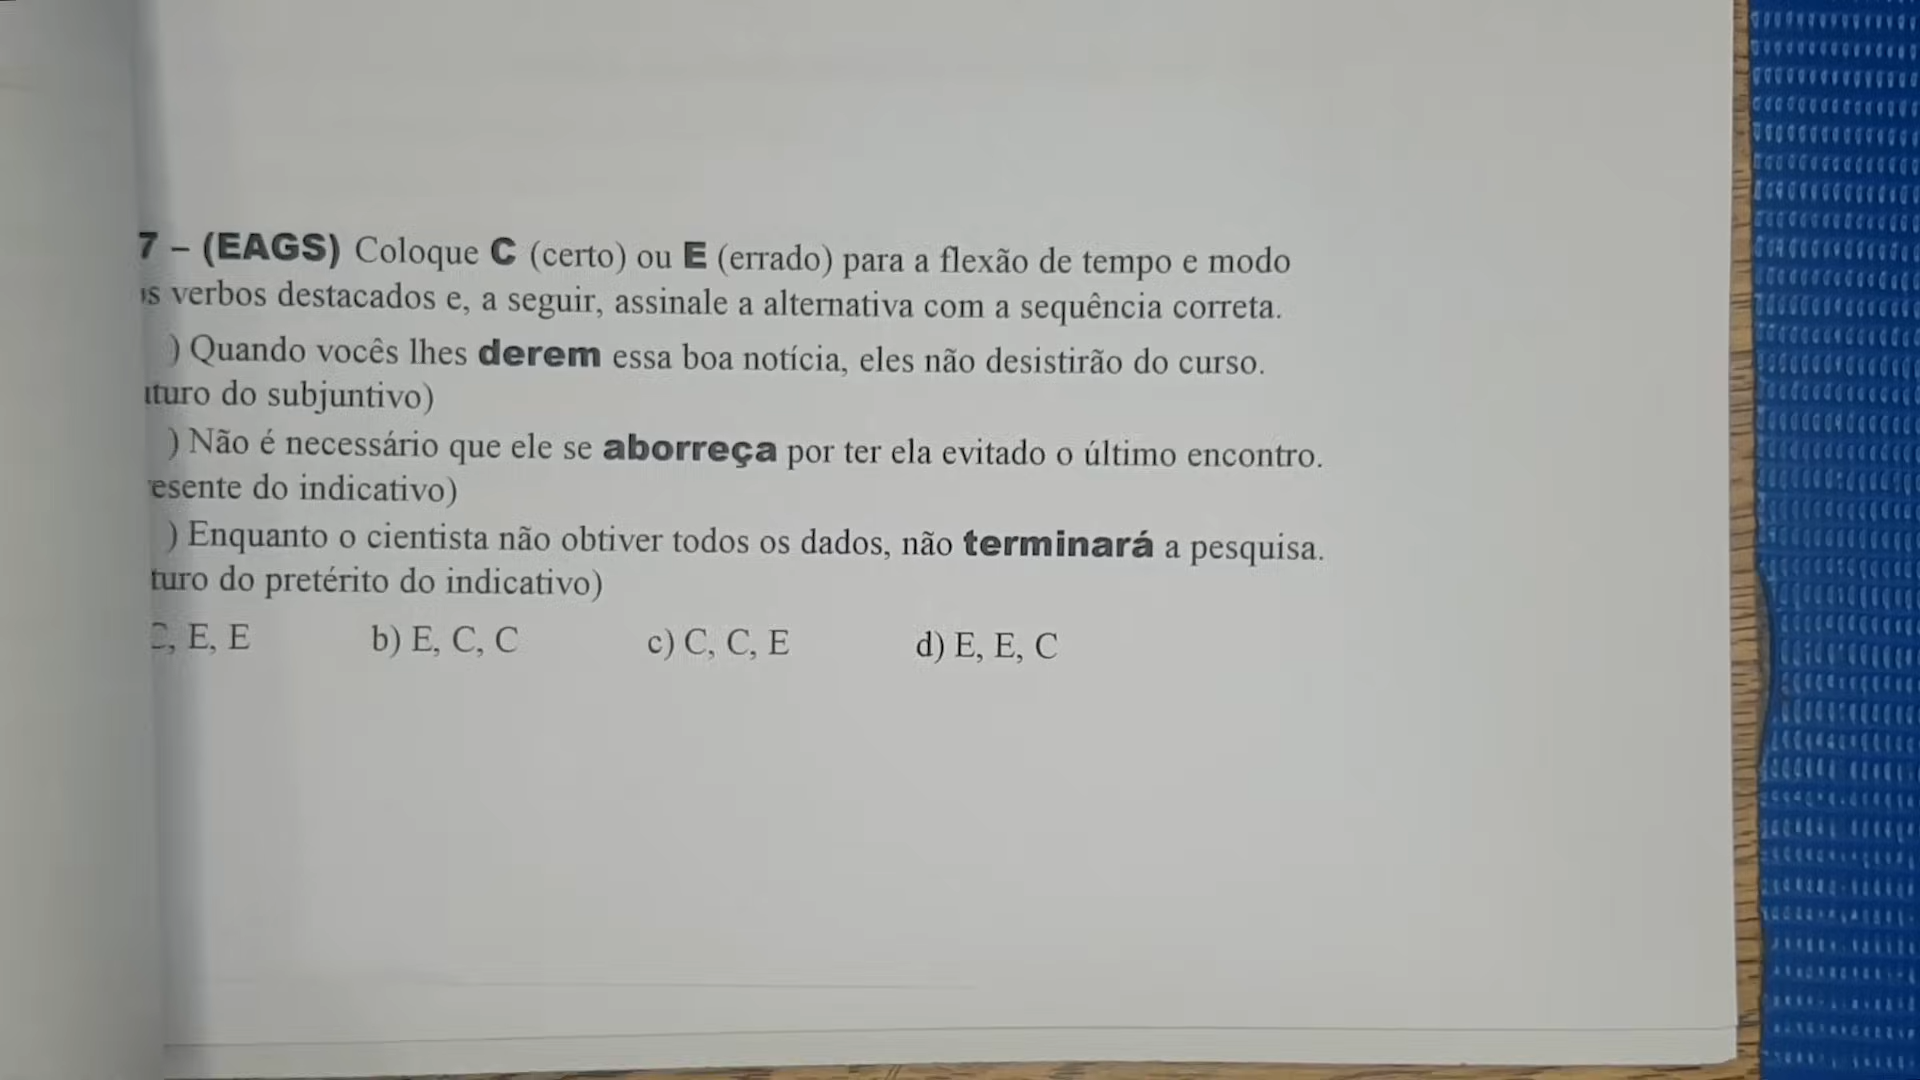 7 – (EAGS) Coloque C (certo) ou E (errado) para a flexão de tempo e modo
verbos destacados e, a seguir, assinale a alternativa com a sequência correta.
) Quando vocês lhes derem essa boa notícia, eles não desistirão do curso.
turo do subjuntivo)
) Não é necessário que ele se aborreça por ter ela evitado o último encontro.
esente do indicativo)
) Enquanto o cientista não obtiver todos os dados, não terminará a pesquisa.
turo do pretérito do indicativo)
C, E, E b) E, C, C c) C, C, E d) E, E, C